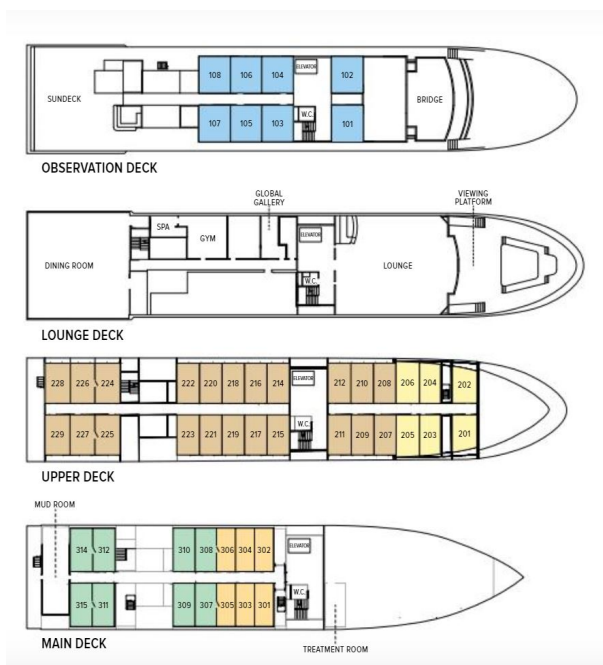 108 106 104 ELEVATOR 102
SUNDECK BRIDGE
W.C.
107 105 103 101
OBSERVATION DECK
GLOBAL
GALLERY
VIEWING
PLATFORM
SPA
GYM
ELEVATOR
DINING ROOM LOUNGE
W.C.
LOUNGE DECK
228 226 224 222 220 218 216 214 ELEVATOR 212 210 208 206 204 202
W.C.
229 227 225 223 221 219 217 215 211 209 207 205 203 201
UPPER DECK
MUD ROOM
314 312 310 308 306 304 302 ELEVATOR
W.C.
315 311 309 307 305 303 301
MAIN DECK
TREATMENT ROOM